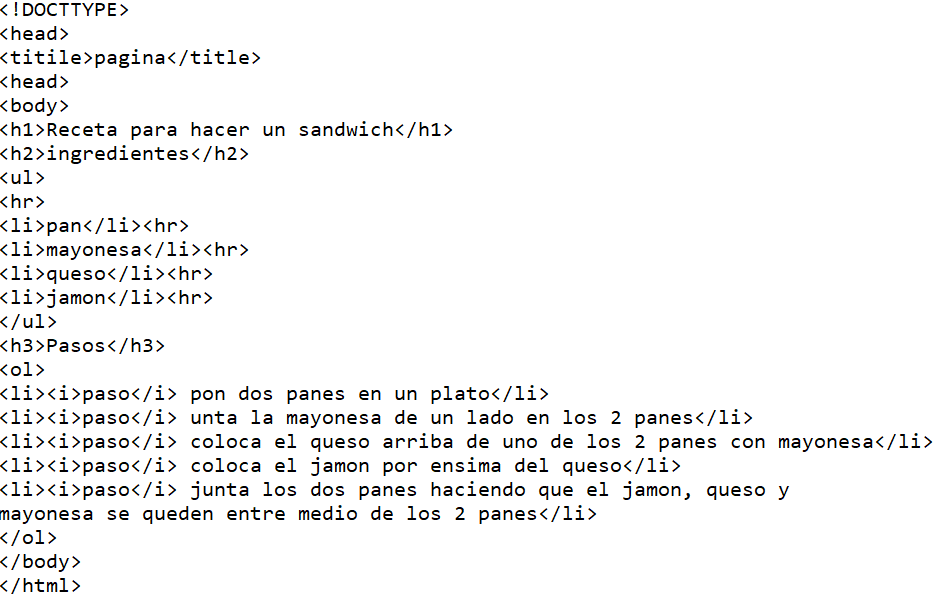 <!DOCTTYPE>
<head>
<titile>pagina</title>
<head>
<body>
<h1>Receta para hacer un sandwich</h1>
<h2>ingredientes</h2>
<ul>
<hr>
<li>pan</li><hr>
<li>mayonesa</li><hr>
<li>queso</li><hr>
<li>jamon</li><hr>
</ul>
<h3>Pasos</h3>
<ol>
<li><i>paso</i> pon dos panes en un plato</li>
<li><i>paso</i> unta la mayonesa de un lado en los 2 panes</li>
<li><i>paso</i> coloca el queso arriba de uno de los 2 panes con mayonesa</li>
<li><i>paso</i> coloca el jamon por ensima del queso</li>
<li><i>paso</i> junta los dos panes haciendo que el jamon, queso y
mayonesa se queden entre medio de los 2 panes</li>
</ol>
</body>
</html>